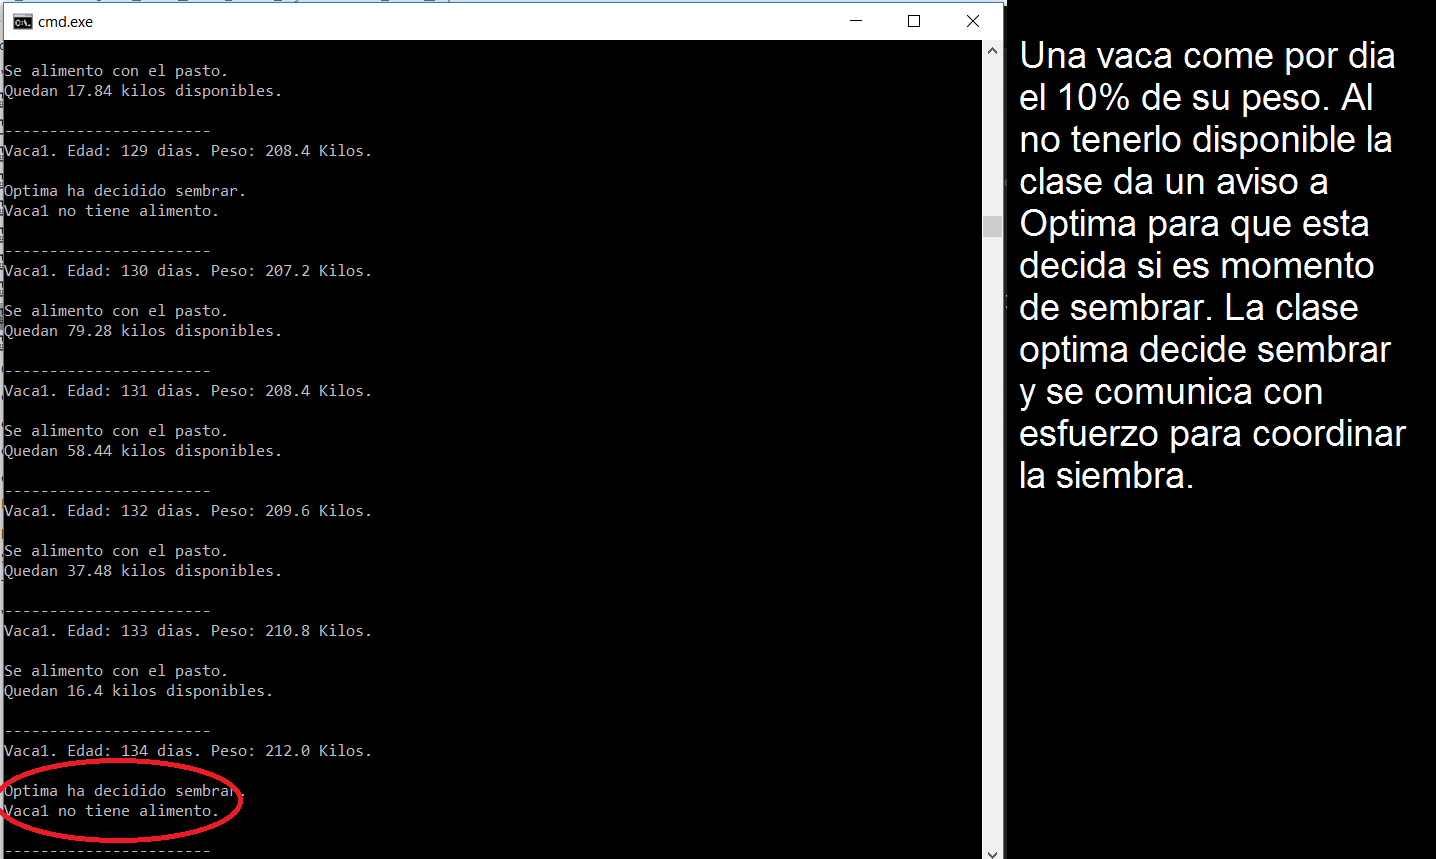 cmd.exe
Se alimento con el pasto.
Quedan 17.84 kilos disponibles.
-----------------------
Vaca1. Edad: 129 dias. Peso: 208.4 Kilos.
Optima ha decidido sembrar.
Vaca1 no tiene alimento.
-----------------------
Vaca1. Edad: 130 dias. Peso: 207.2 Kilos.
Se alimento con el pasto.
Quedan 79.28 kilos disponibles.
-----------------------
Vaca1. Edad: 131 dias. Peso: 208.4 Kilos.
Se alimento con el pasto.
Quedan 58.44 kilos disponibles.
-----------------------
Vaca1. Edad: 132 dias. Peso: 209.6 Kilos.
Se alimento con el pasto.
Quedan 37.48 kilos disponibles.
-----------------------
Vaca1. Edad: 133 dias. Peso: 210.8 Kilos.
Se alimento con el pasto.
Quedan 16.4 kilos disponibles.
-----------------------
Vaca1. Edad: 134 dias. Peso: 212.0 Kilos.
Optima ha decidido sembrar.
Vaca1 no tiene alimento.
-----------------------
Una vaca come por dia
el 10% de su peso. Al
no tenerlo disponible la
clase da un aviso a
Optima para que esta
decida si es momento
de sembrar. La clase
optima decide sembrar
y se comunica con
esfuerzo para coordinar
la siembra.